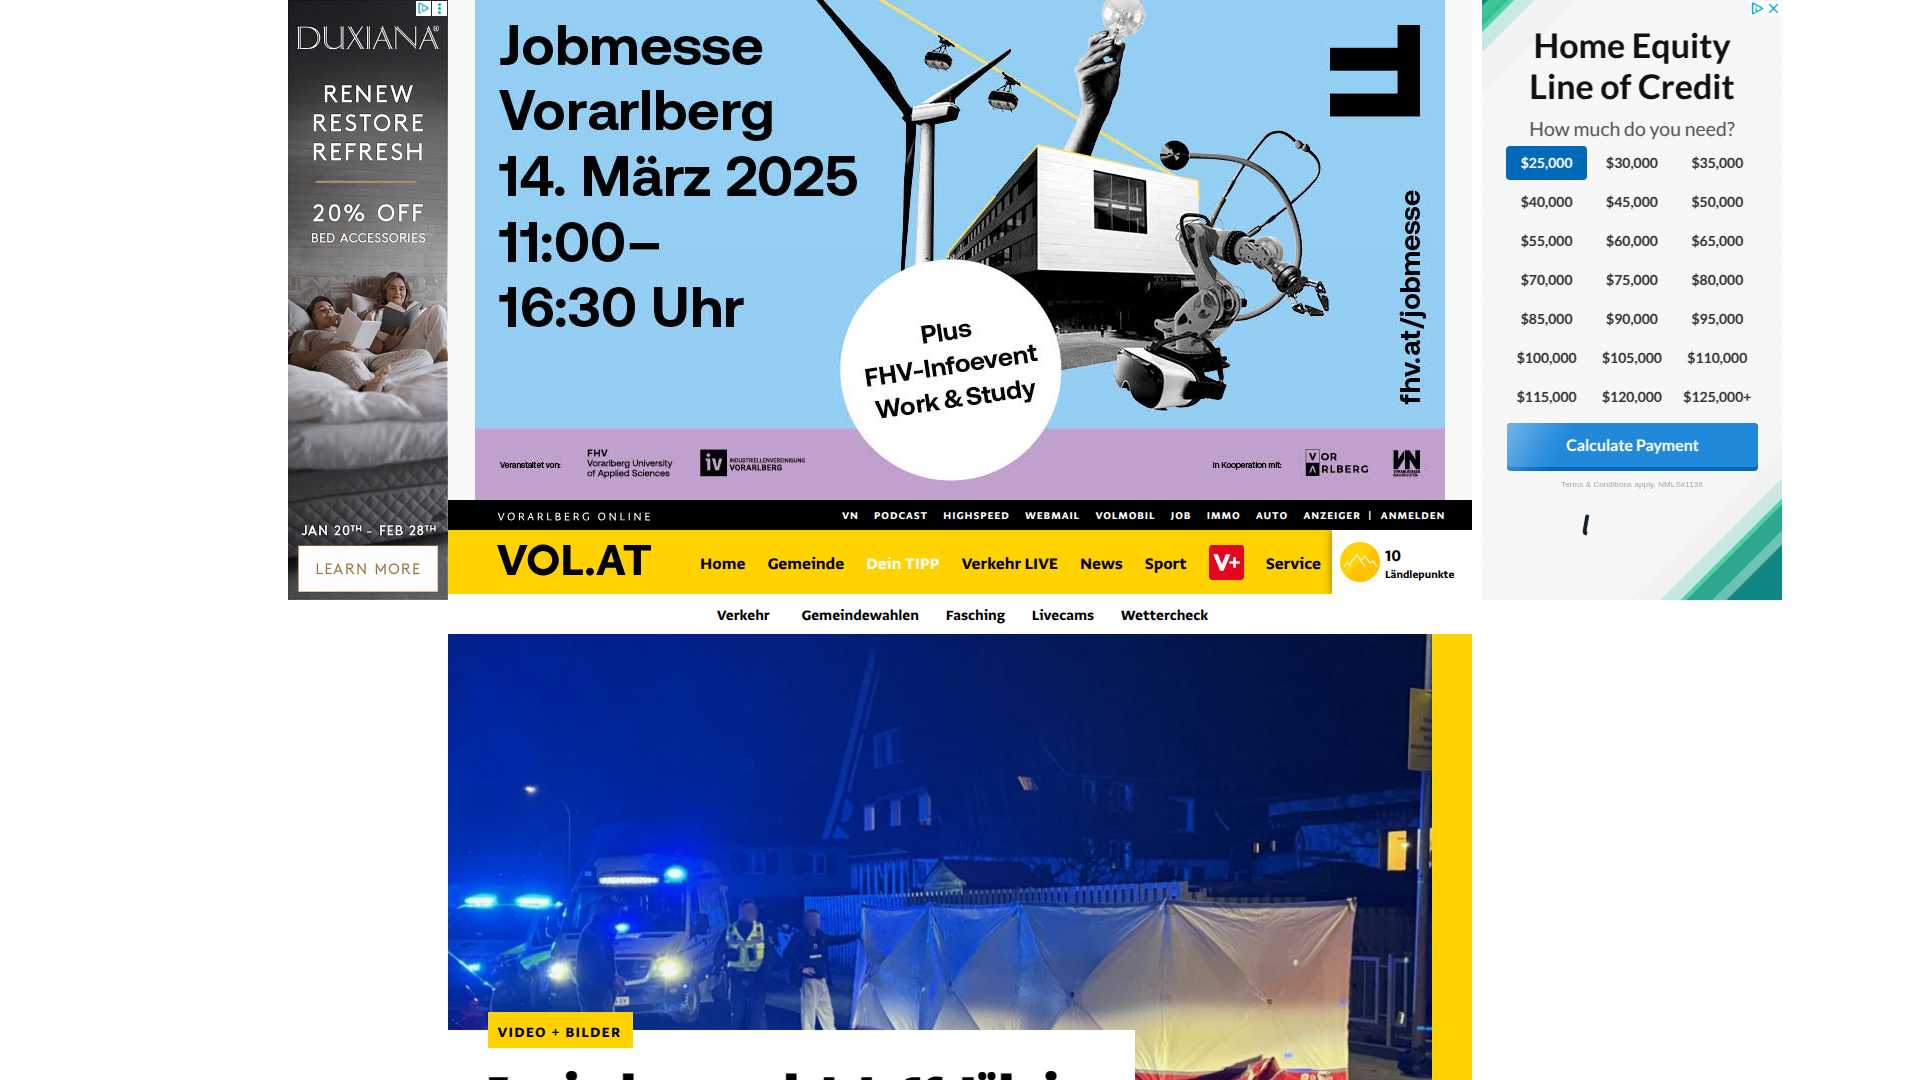 DUXIANA®
RENEW
RESTORE
REFRESH
20% OFF
BED ACCESSORIES
JAN 20TH - FEB 28TH
LEARN MORE
Jobmesse
Vorarlberg
14. März 2025
11:00–
16:30 Uhr
Plus
FHV-Infoevent
Work & Study
fhv.at/jobmesse
Veranstaltet von:
FHV
Vorarlberg University
of Applied Sciences
iv
INDUSTRIELLENVEREINIGUNG
VORARLBERG
In Kooperation mit:
VOR
ARLBERG
VN
Home Equity
Line of Credit
How much do you need?
$25,000 $30,000 $35,000
$40,000 $45,000 $50,000
$55,000 $60,000 $65,000
$70,000 $75,000 $80,000
$85,000 $90,000 $95,000
$100,000 $105,000 $110,000
$115,000 $120,000 $125,000+
Calculate Payment
Terms & Conditions apply. NMLS#1136
VORARLBERG ONLINE
VN PODCAST HIGHSPEED WEBMAIL VOLMOBIL JOB IMMO AUTO ANZEIGER | ANMELDEN
VOL.AT
Home Gemeinde Dein TIPP Verkehr LIVE News Sport V+ Service
10
Ländlepunkte
Verkehr Gemeindewahlen Fasching Livecams Wettercheck
VIDEO + BILDER